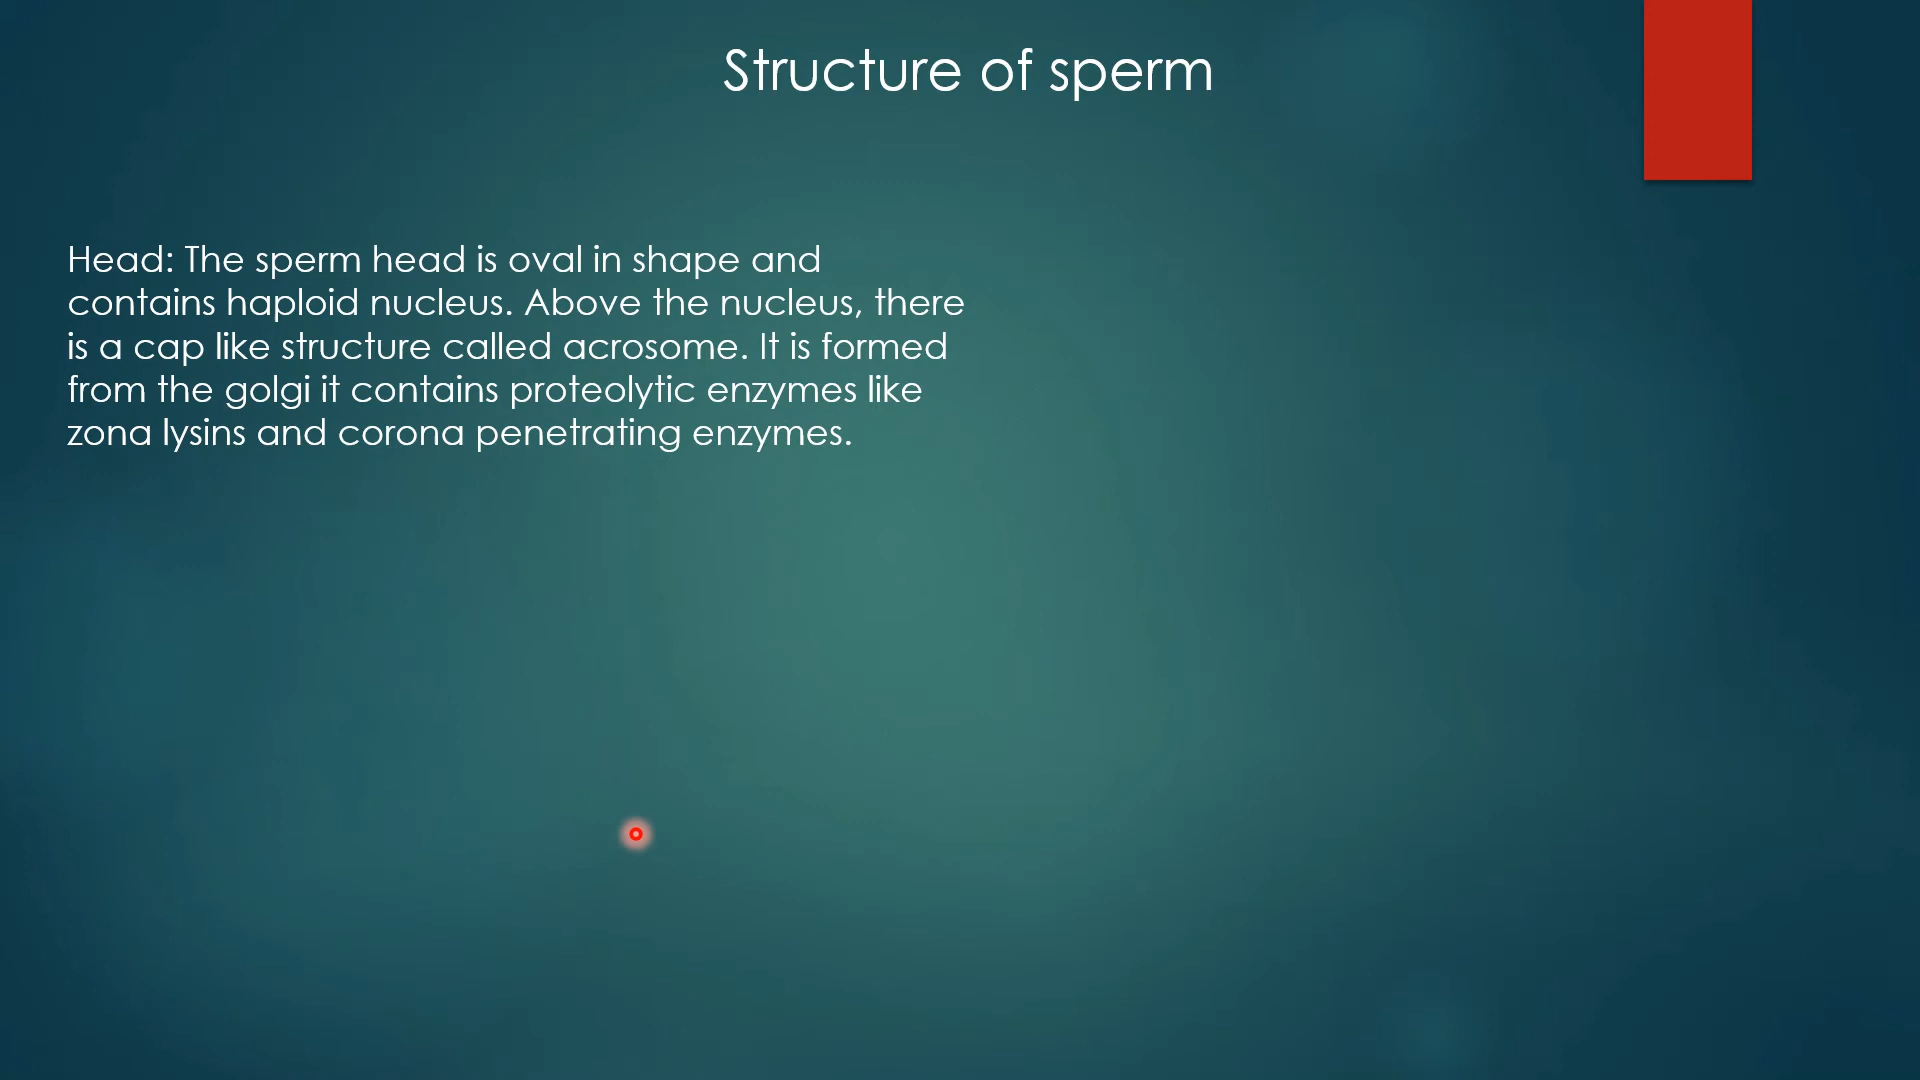 Structure of sperm
Head: The sperm head is oval in shape and
contains haploid nucleus. Above the nucleus, there
is a cap like structure called acrosome. It is formed
from the golgi it contains proteolytic enzymes like
zona lysins and corona penetrating enzymes.